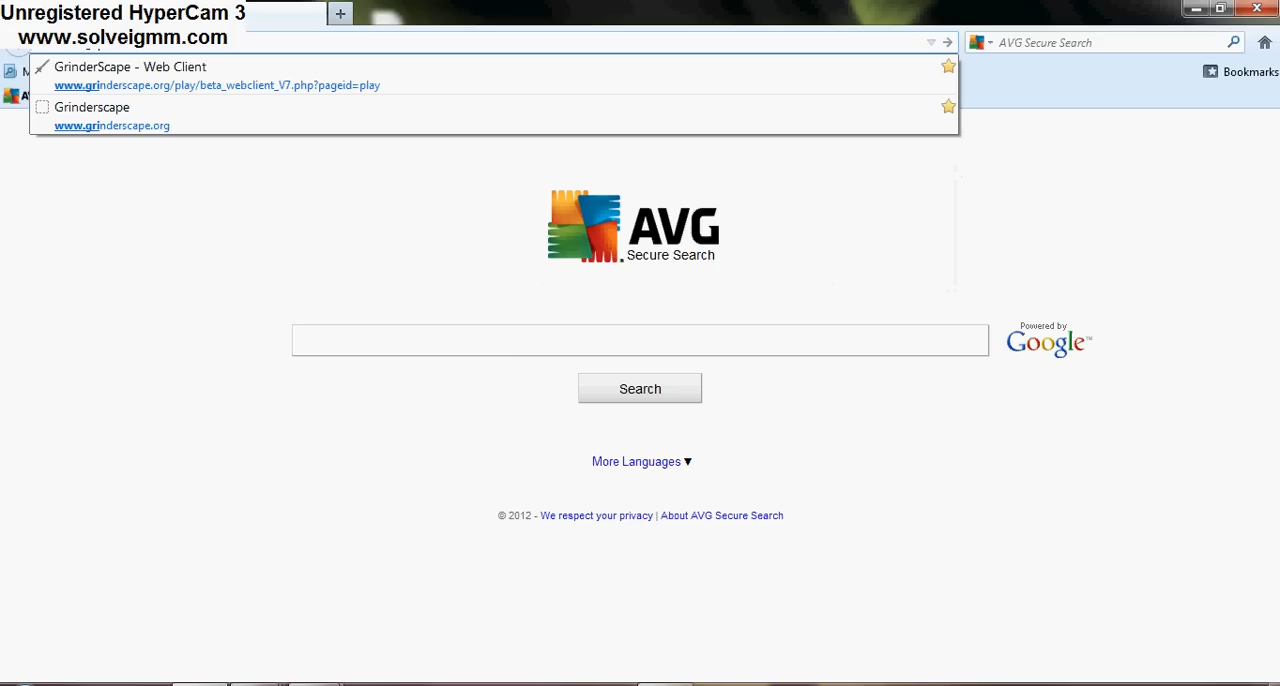 Unregistered HyperCam 3
www.solveigmm.com
AVG Secure Search
GrinderScape - Web Client
www.grinderscape.org/play/beta_webclient_V7.php?pageid=play
Bookmarks
Grinderscape
www.grinderscape.org
AVG
Secure Search
Powered by
Google™
Search
More Languages ▼
© 2012 - We respect your privacy | About AVG Secure Search